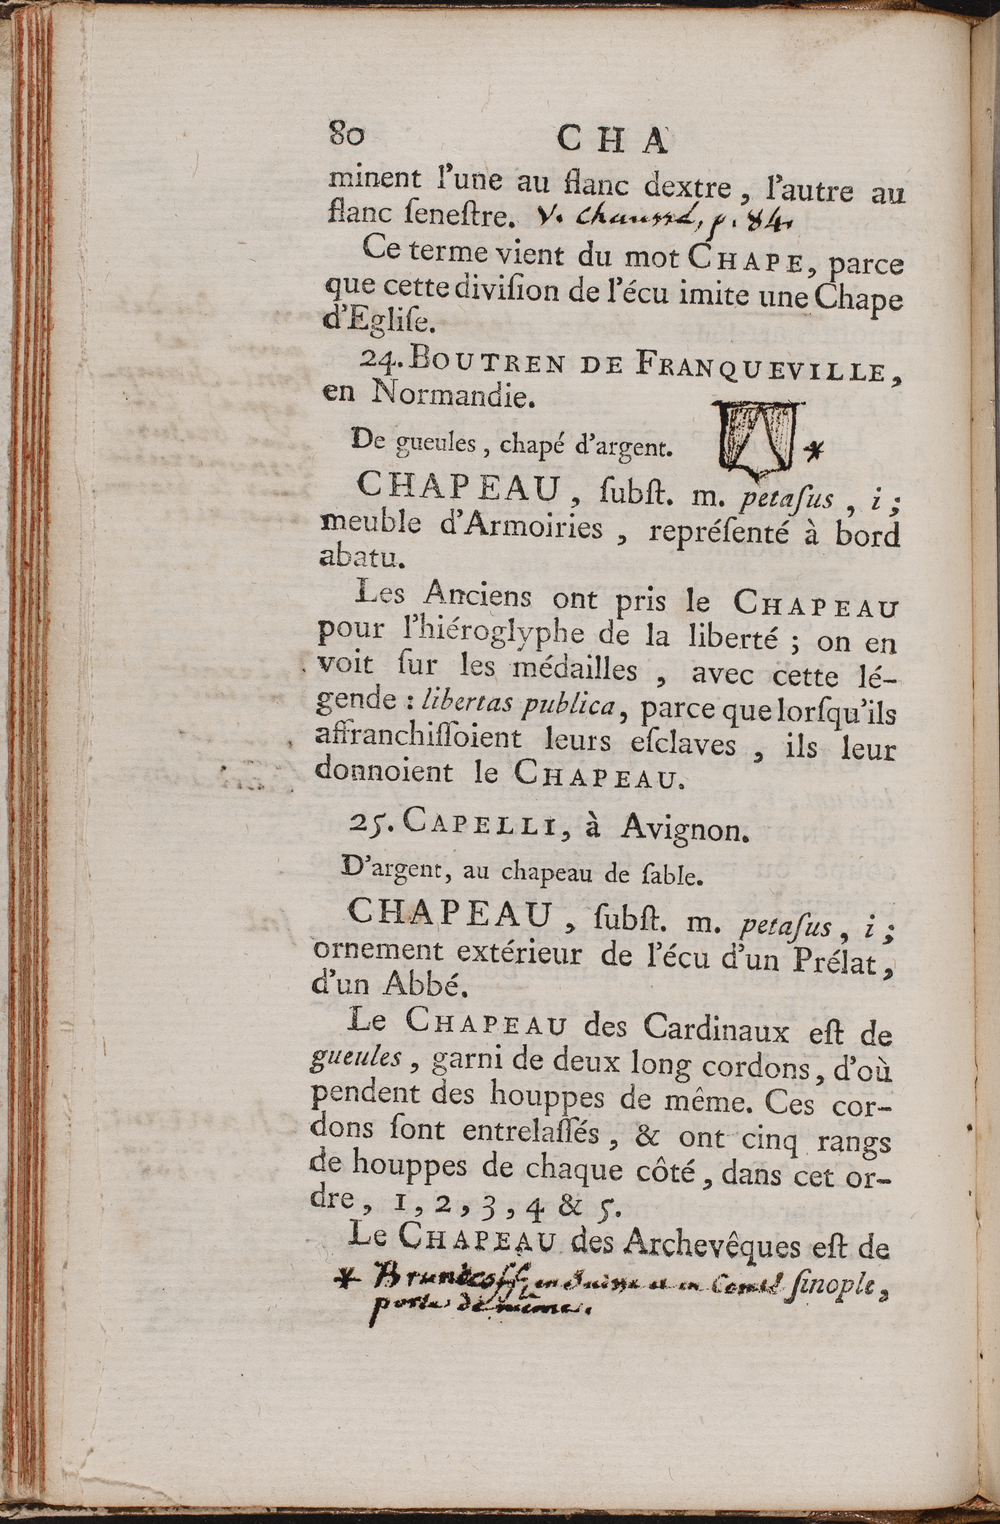 80 CHA
minent l'une au flanc dextre, l'autre au
flanc ſeneſtre. V. Chaussé, p. 84.
Ce terme vient du mot CHAPE, parce
que cette diviſion de l'écu imite une Chape
d'Egliſe.
24. BOUTREN DE FRANQUEVILLE,
en Normandie.
De gueules, chapé d'argent. *
CHAPEAU, ſubſt. m. petaſus, i;
meuble d'Armoiries, repréſenté à bord
abatu.
Les Anciens ont pris le CHAPEAU
pour l'hiéroglyphe de la liberté; on en
voit ſur les médailles, avec cette lé-
gende : libertas publica, parce que lorſqu'ils
affranchiſſoient leurs eſclaves, ils leur
donnoient le CHAPEAU.
25. CAPELLI, à Avignon.
D'argent, au chapeau de ſable.
CHAPEAU, ſubſt. m. petaſus, i;
ornement extérieur de l'écu d'un Prélat,
d'un Abbé.
Le CHAPEAU des Cardinaux eſt de
gueules, garni de deux long cordons, d'où
pendent des houppes de même. Ces cor-
dons ſont entrelaſſés, & ont cinq rangs
de houppes de chaque côté, dans cet or-
dre, 1, 2, 3, 4 & 5.
Le CHAPEAU des Archevêques eſt de
ſinople,
* en Suisse et en Comté
porte de même.